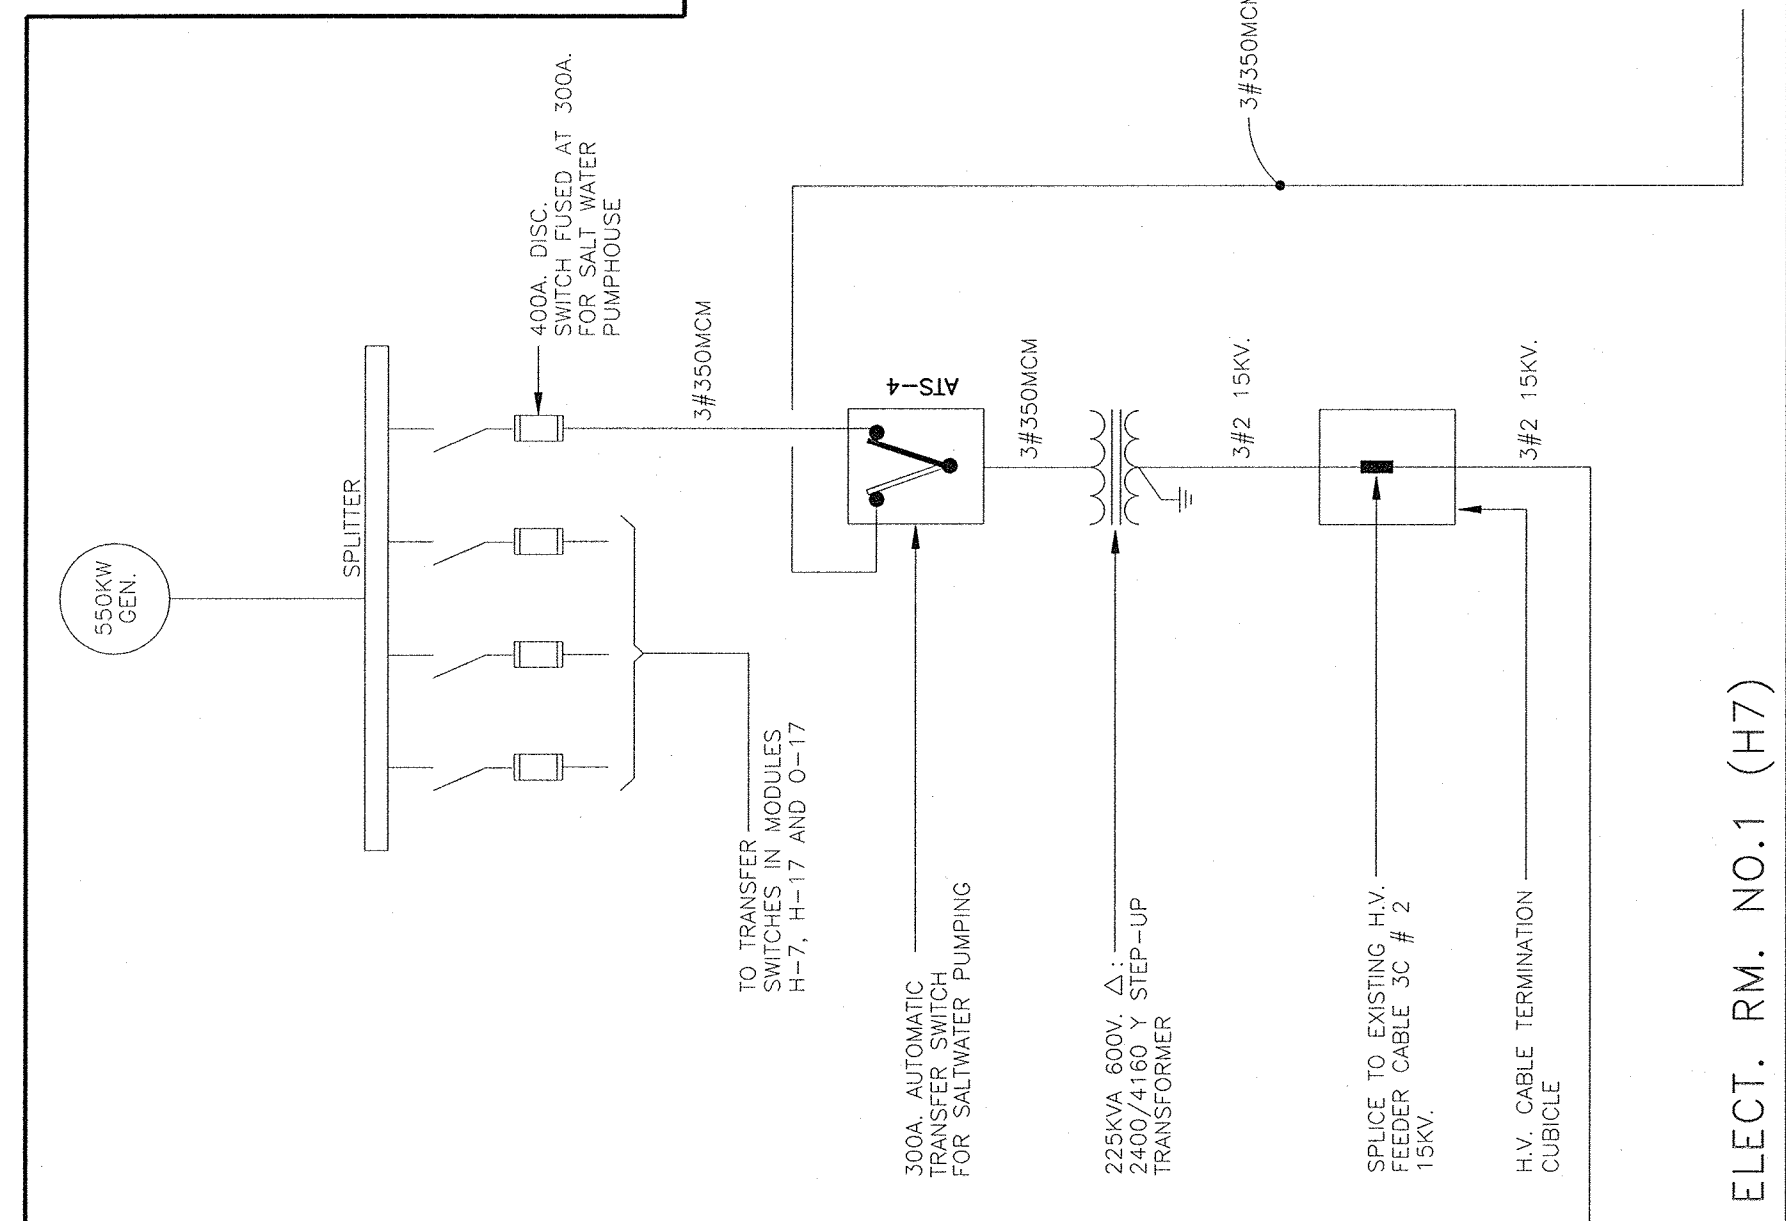 550KW
GEN.
SPLITTER
400A. DISC.
SWITCH FUSED AT 300A.
FOR SALT WATER
PUMPHOUSE
3#350MCM
TO TRANSFER
SWITCHES IN MODULES
H-7, H-17 AND O-17
ATS-4
300A. AUTOMATIC
TRANSFER SWITCH
FOR SALTWATER PUMPING
3#350MCM
225KVA 600V. Δ:
2400/4160 Y STEP-UP
TRANSFORMER
3#2 15KV.
3#350MCM
SPLICE TO EXISTING H.V.
FEEDER CABLE 3C # 2
15KV.
3#2 15KV.
H.V. CABLE TERMINATION
CUBICLE
ELECT. RM. NO.1 (H7)